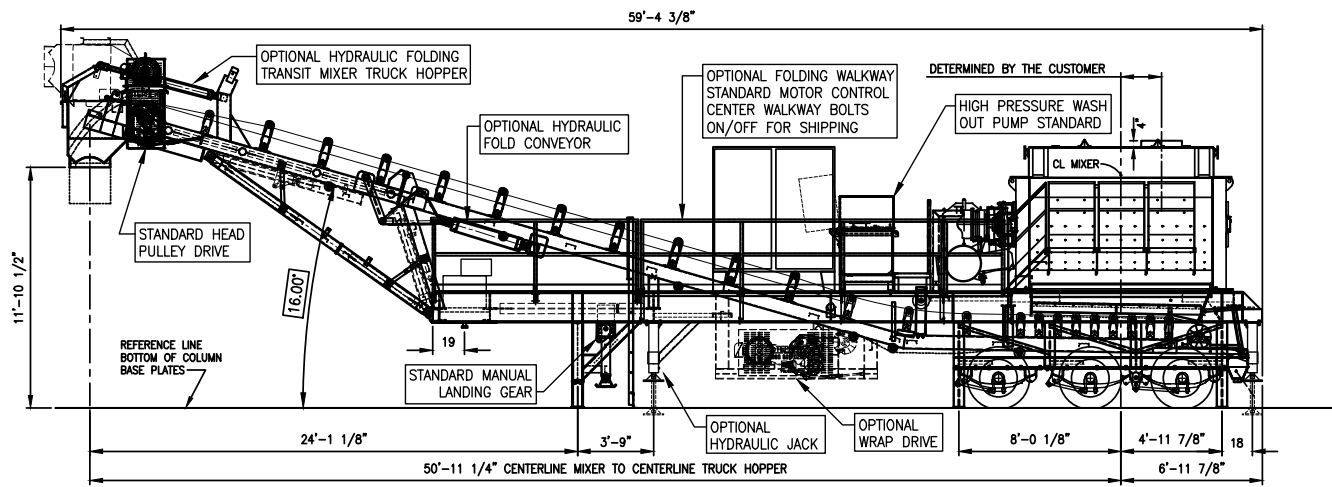 59'-4 3/8"
OPTIONAL HYDRAULIC FOLDING
TRANSIT MIXER TRUCK HOPPER
OPTIONAL FOLDING WALKWAY
STANDARD MOTOR CONTROL
CENTER WALKWAY BOLTS
ON/OFF FOR SHIPPING
DETERMINED BY THE CUSTOMER
HIGH PRESSURE WASH
OUT PUMP STANDARD
4"
OPTIONAL HYDRAULIC
FOLD CONVEYOR
CL MIXER
STANDARD HEAD
PULLEY DRIVE
11'-10 1/2"
16.00°
REFERENCE LINE
BOTTOM OF COLUMN
BASE PLATES
19
STANDARD MANUAL
LANDING GEAR
OPTIONAL
HYDRAULIC JACK
OPTIONAL
WRAP DRIVE
24'-1 1/8"
3'-9"
8'-0 1/8"
4'-11 7/8"
18
50'-11 1/4" CENTERLINE MIXER TO CENTERLINE TRUCK HOPPER
6'-11 7/8"